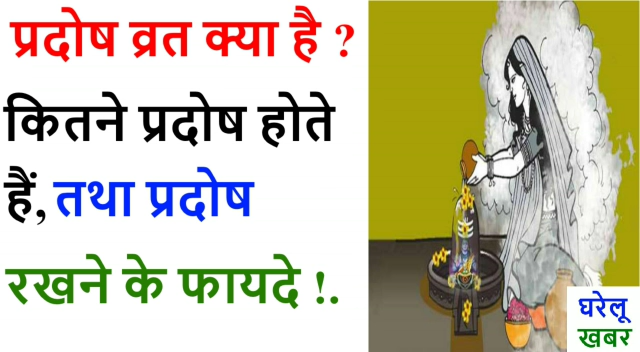 प्रदोष व्रत क्या है ?
कितने प्रदोष होते
हैं, तथा प्रदोष
रखने के फायदे !.
घरेलू
खबर